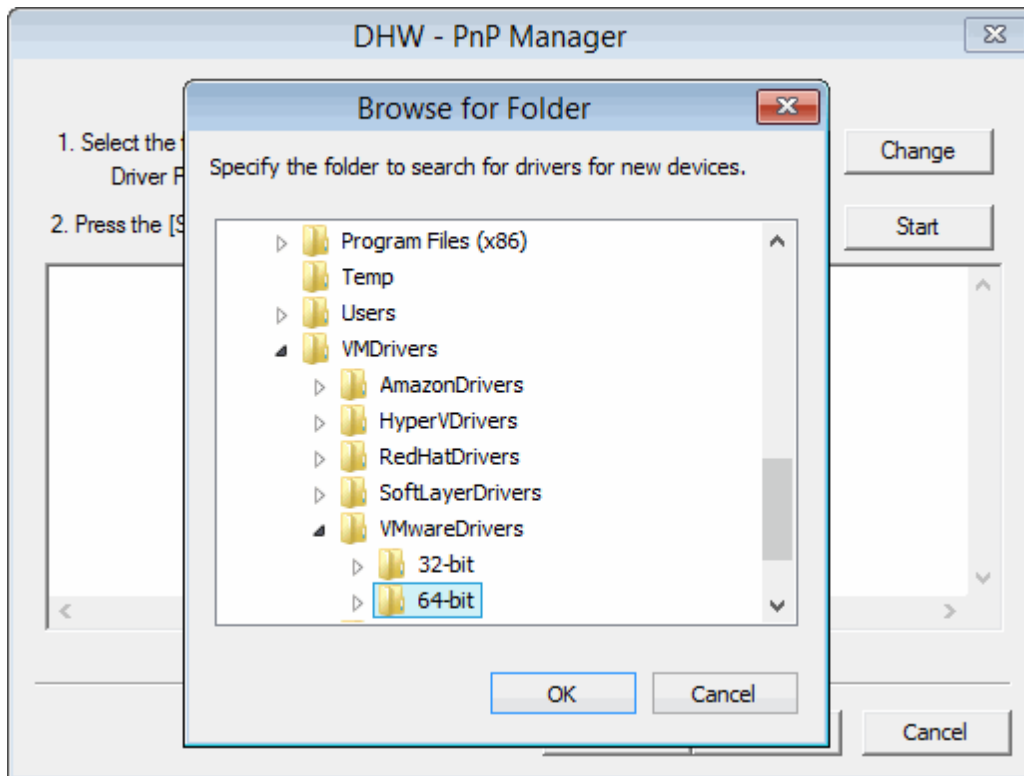 DHW - PnP Manager
Browse for Folder
1. Select the
Specify the folder to search for drivers for new devices.
Change
Driver
2. Press the
Start
Program Files (x86)
Temp
Users
VMDrivers
AmazonDrivers
HyperVDrivers
RedHatDrivers
SoftLayerDrivers
VMwareDrivers
32-bit
64-bit
OK
Cancel
Cancel